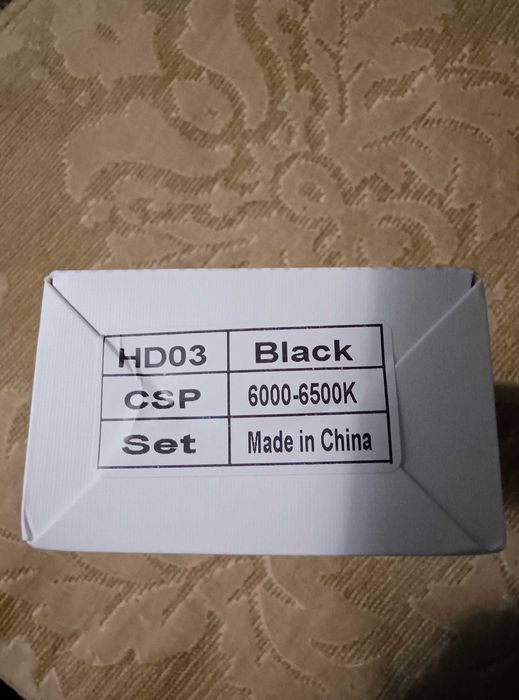 HD03 Black
CSP 6000-6500K
Set Made in China